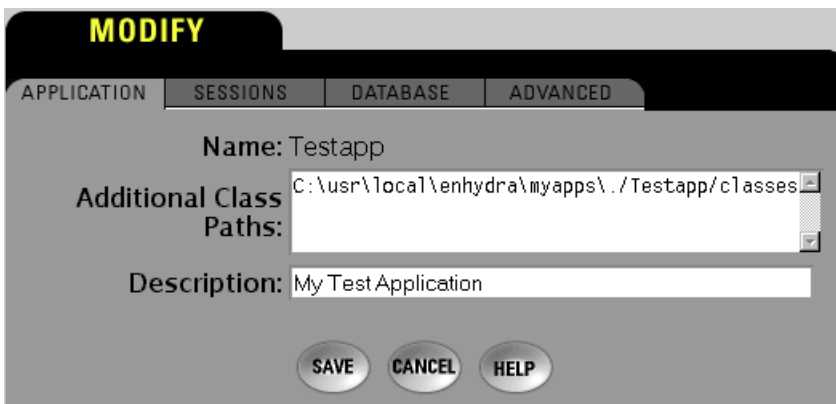 MODIFY
APPLICATION SESSIONS DATABASE ADVANCED
Name: Testapp
Additional Class Paths: C:\usr\local\enhydra\myapps\./Testapp/classes
Description: My Test Application
SAVE CANCEL HELP